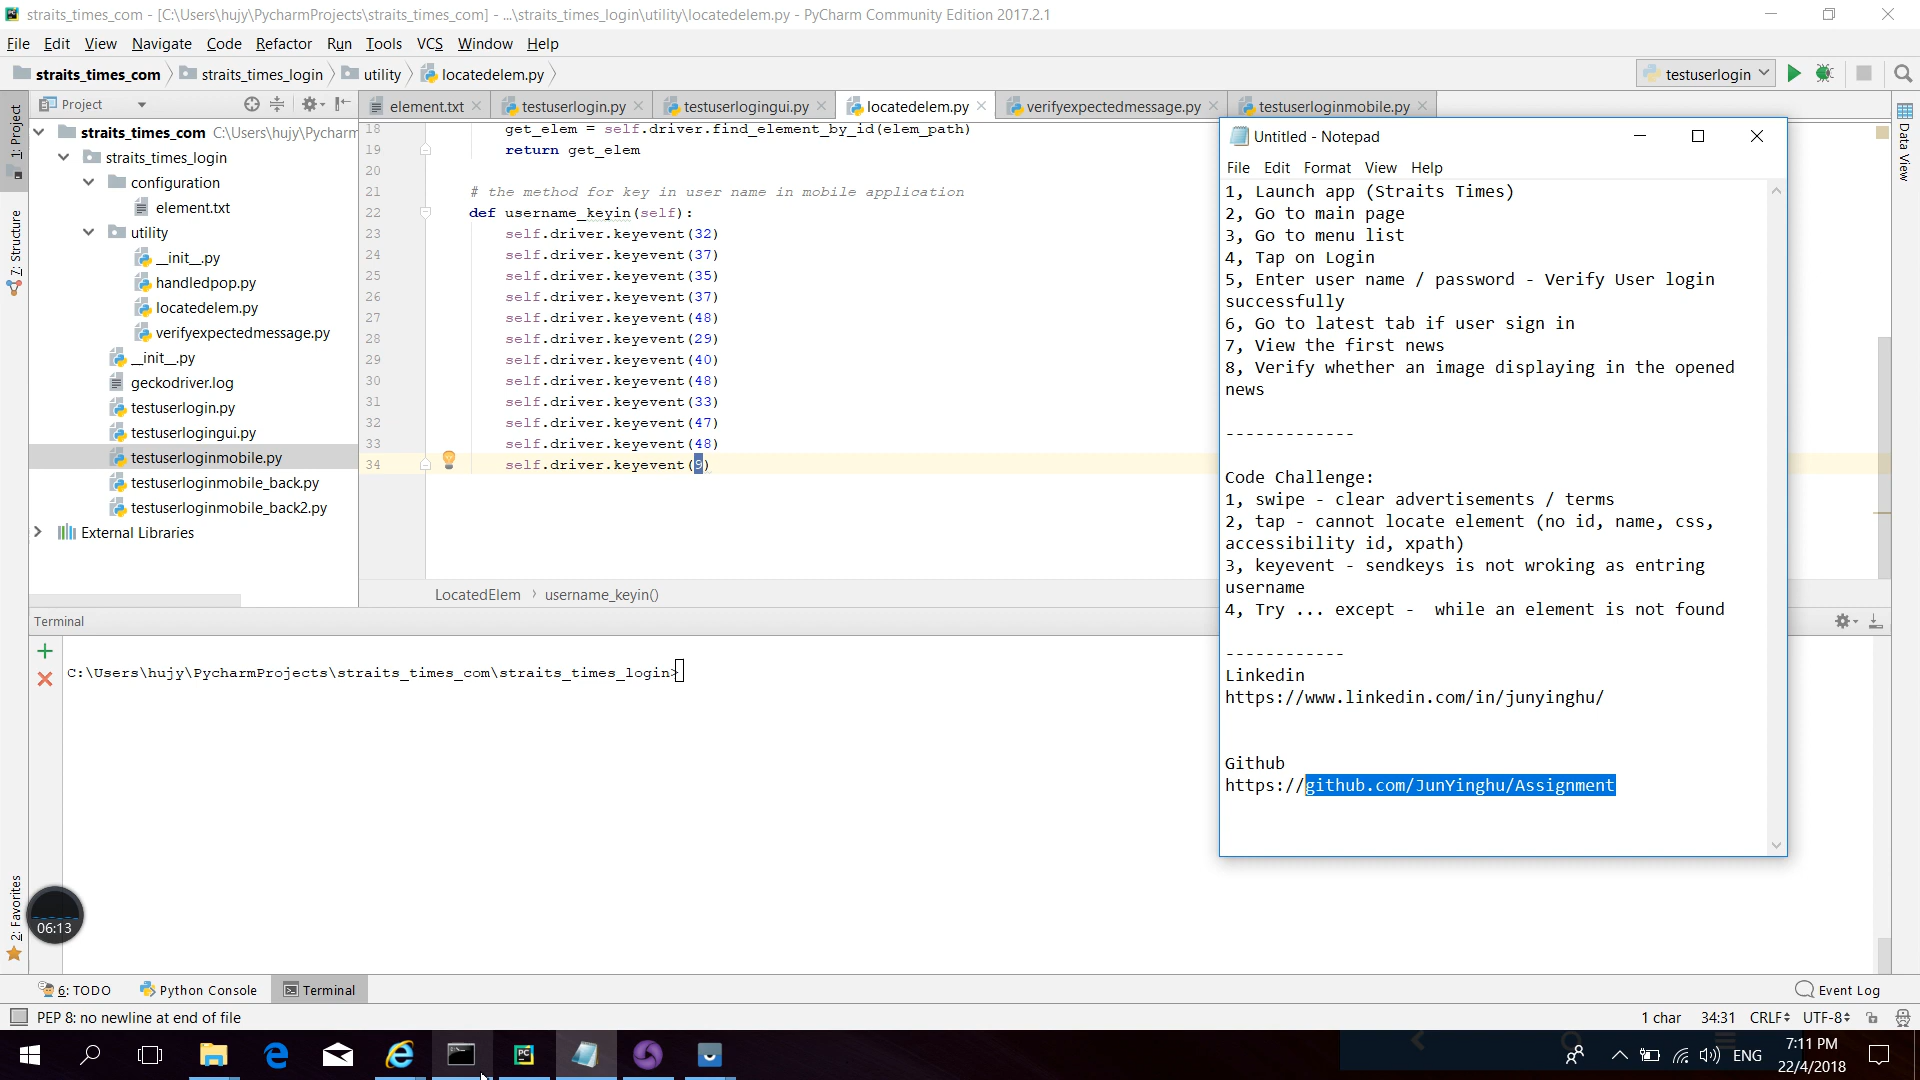 straits_times_com - [C:\Users\hujy\PycharmProjects\straits_times_com] - ...\straits_times_login\utility\locatedelem.py - PyCharm Community Edition 2017.2.1
File Edit View Navigate Code Refactor Run Tools VCS Window Help
straits_times_com straits_times_login utility locatedelem.py
testuserlogin
Project
element.txt testuserlogin.py testuserlogingui.py locatedelem.py verifyexpectedmessage.py testuserloginmobile.py
1: Project
7: Structure
2: Favorites
Data View
straits_times_com C:\Users\hujy\Pycharm
straits_times_login
configuration
element.txt
utility
__init__.py
handledpop.py
locatedelem.py
verifyexpectedmessage.py
__init__.py
geckodriver.log
testuserlogin.py
testuserlogingui.py
testuserloginmobile.py
testuserloginmobile_back.py
testuserloginmobile_back2.py
External Libraries
18 get_elem = self.driver.find_element_by_id(elem_path)
19 return get_elem
20
21 # the method for key in user name in mobile application
22 def username_keyin(self):
23 self.driver.keyevent(32)
24 self.driver.keyevent(37)
25 self.driver.keyevent(35)
26 self.driver.keyevent(37)
27 self.driver.keyevent(48)
28 self.driver.keyevent(29)
29 self.driver.keyevent(40)
30 self.driver.keyevent(48)
31 self.driver.keyevent(33)
32 self.driver.keyevent(47)
33 self.driver.keyevent(48)
34 self.driver.keyevent(9)
LocatedElem username_keyin()
Untitled - Notepad
File Edit Format View Help
1, Launch app (Straits Times)
2, Go to main page
3, Go to menu list
4, Tap on Login
5, Enter user name / password - Verify User login
successfully
6, Go to latest tab if user sign in
7, View the first news
8, Verify whether an image displaying in the opened
news
-------------
Code Challenge:
1, swipe - clear advertisements / terms
2, tap - cannot locate element (no id, name, css,
accessibility id, xpath)
3, keyevent - sendkeys is not wroking as entring
username
4, Try ... except -  while an element is not found
------------
Linkedin
https://www.linkedin.com/in/junyinghu/
Github
https://github.com/JunYinghu/Assignment
Terminal
C:\Users\hujy\PycharmProjects\straits_times_com\straits_times_login>
06:13
6: TODO Python Console Terminal Event Log
PEP 8: no newline at end of file 1 char 34:31 CRLF UTF-8
PC
ENG
7:11 PM
22/4/2018